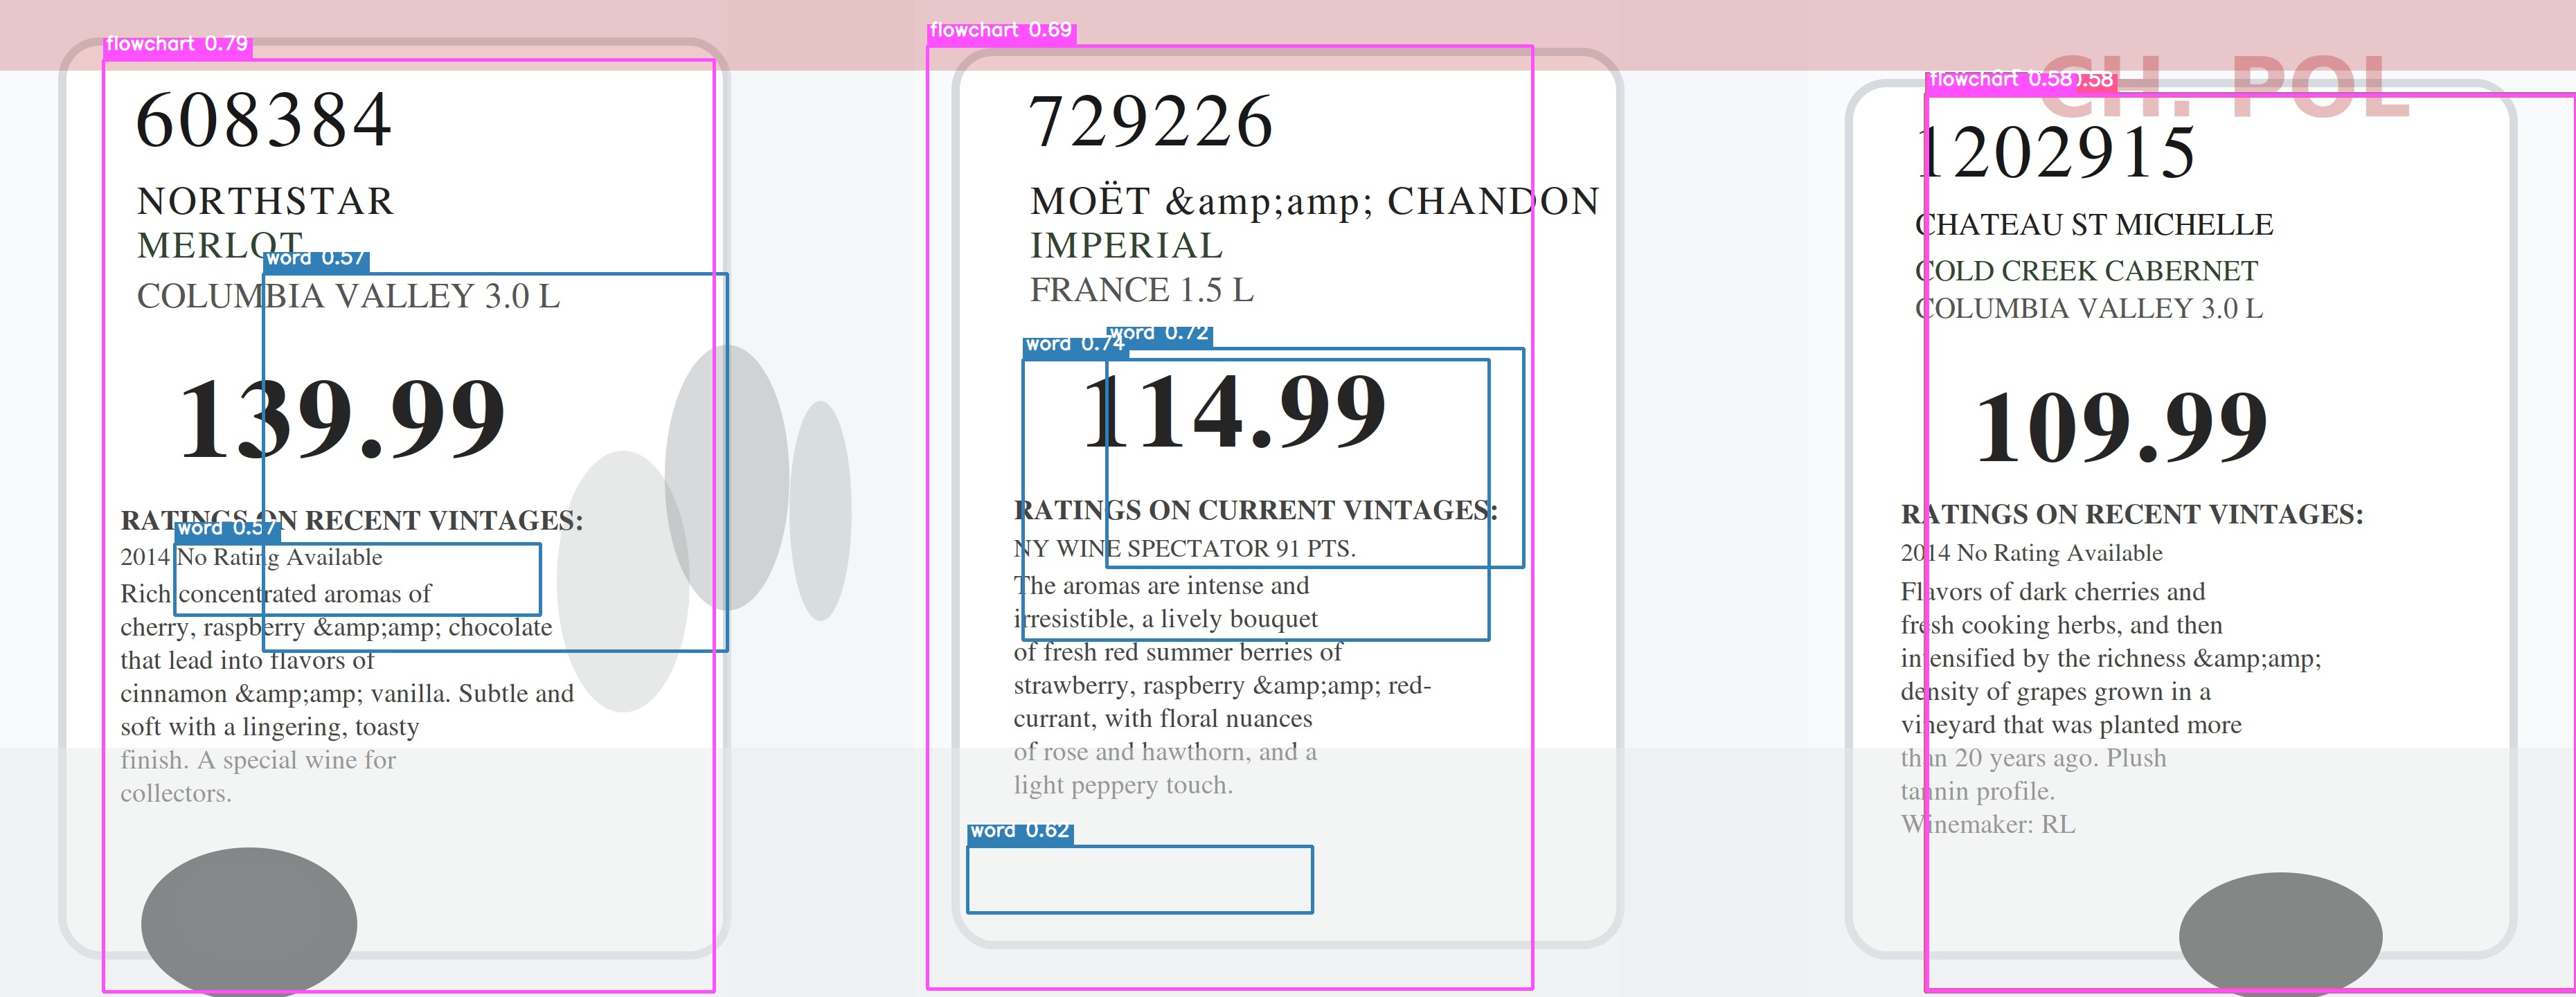 flowchart 0.79
608384
NORTHSTAR
MERLOT
word 0.57
COLUMBIA VALLEY 3.0 L
139.99
RATINGS ON RECENT VINTAGES:
word 0.57
2014 No Rating Available
Rich concentrated aromas of
cherry, raspberry &amp;amp; chocolate
that lead into flavors of
cinnamon &amp;amp; vanilla. Subtle and
soft with a lingering, toasty
finish. A special wine for
collectors.
flowchart 0.69
729226
MOËT &amp;amp; CHANDON
IMPERIAL
FRANCE 1.5 L
word 0.72
word 0.74
114.99
RATINGS ON CURRENT VINTAGES:
NY WINE SPECTATOR 91 PTS.
The aromas are intense and
irresistible, a lively bouquet
of fresh red summer berries of
strawberry, raspberry &amp;amp; red-
currant, with floral nuances
of rose and hawthorn, and a
light peppery touch.
word 0.62
CH. POL
flowchart 0.58
.58
1202915
CHATEAU ST MICHELLE
COLD CREEK CABERNET
COLUMBIA VALLEY 3.0 L
109.99
RATINGS ON RECENT VINTAGES:
2014 No Rating Available
Flavors of dark cherries and
fresh cooking herbs, and then
intensified by the richness &amp;amp;
density of grapes grown in a
vineyard that was planted more
than 20 years ago. Plush
tannin profile.
Winemaker: RL